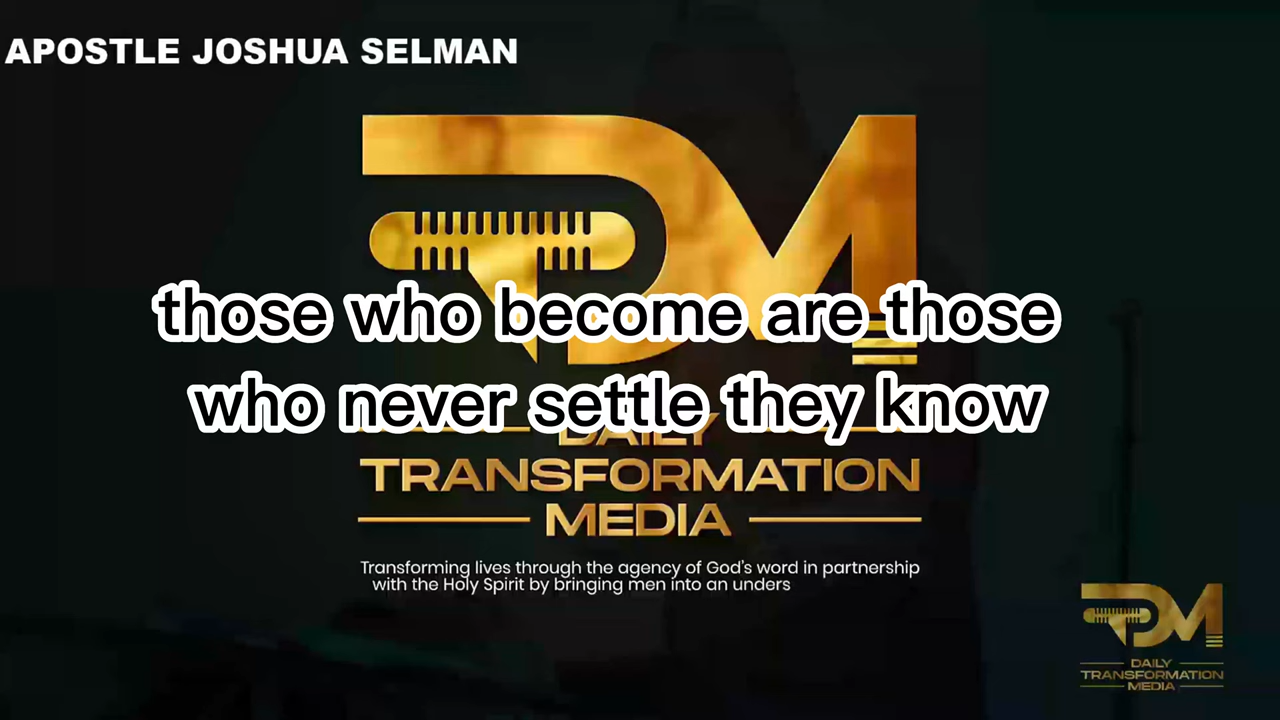 APOSTLE JOSHUA SELMAN
those who become are those
who never settle they know
DAILY
TRANSFORMATION
MEDIA
Transforming lives through the agency of God's word in partnership
with the Holy Spirit by bringing men into an unders
DAILY
TRANSFORMATION
MEDIA